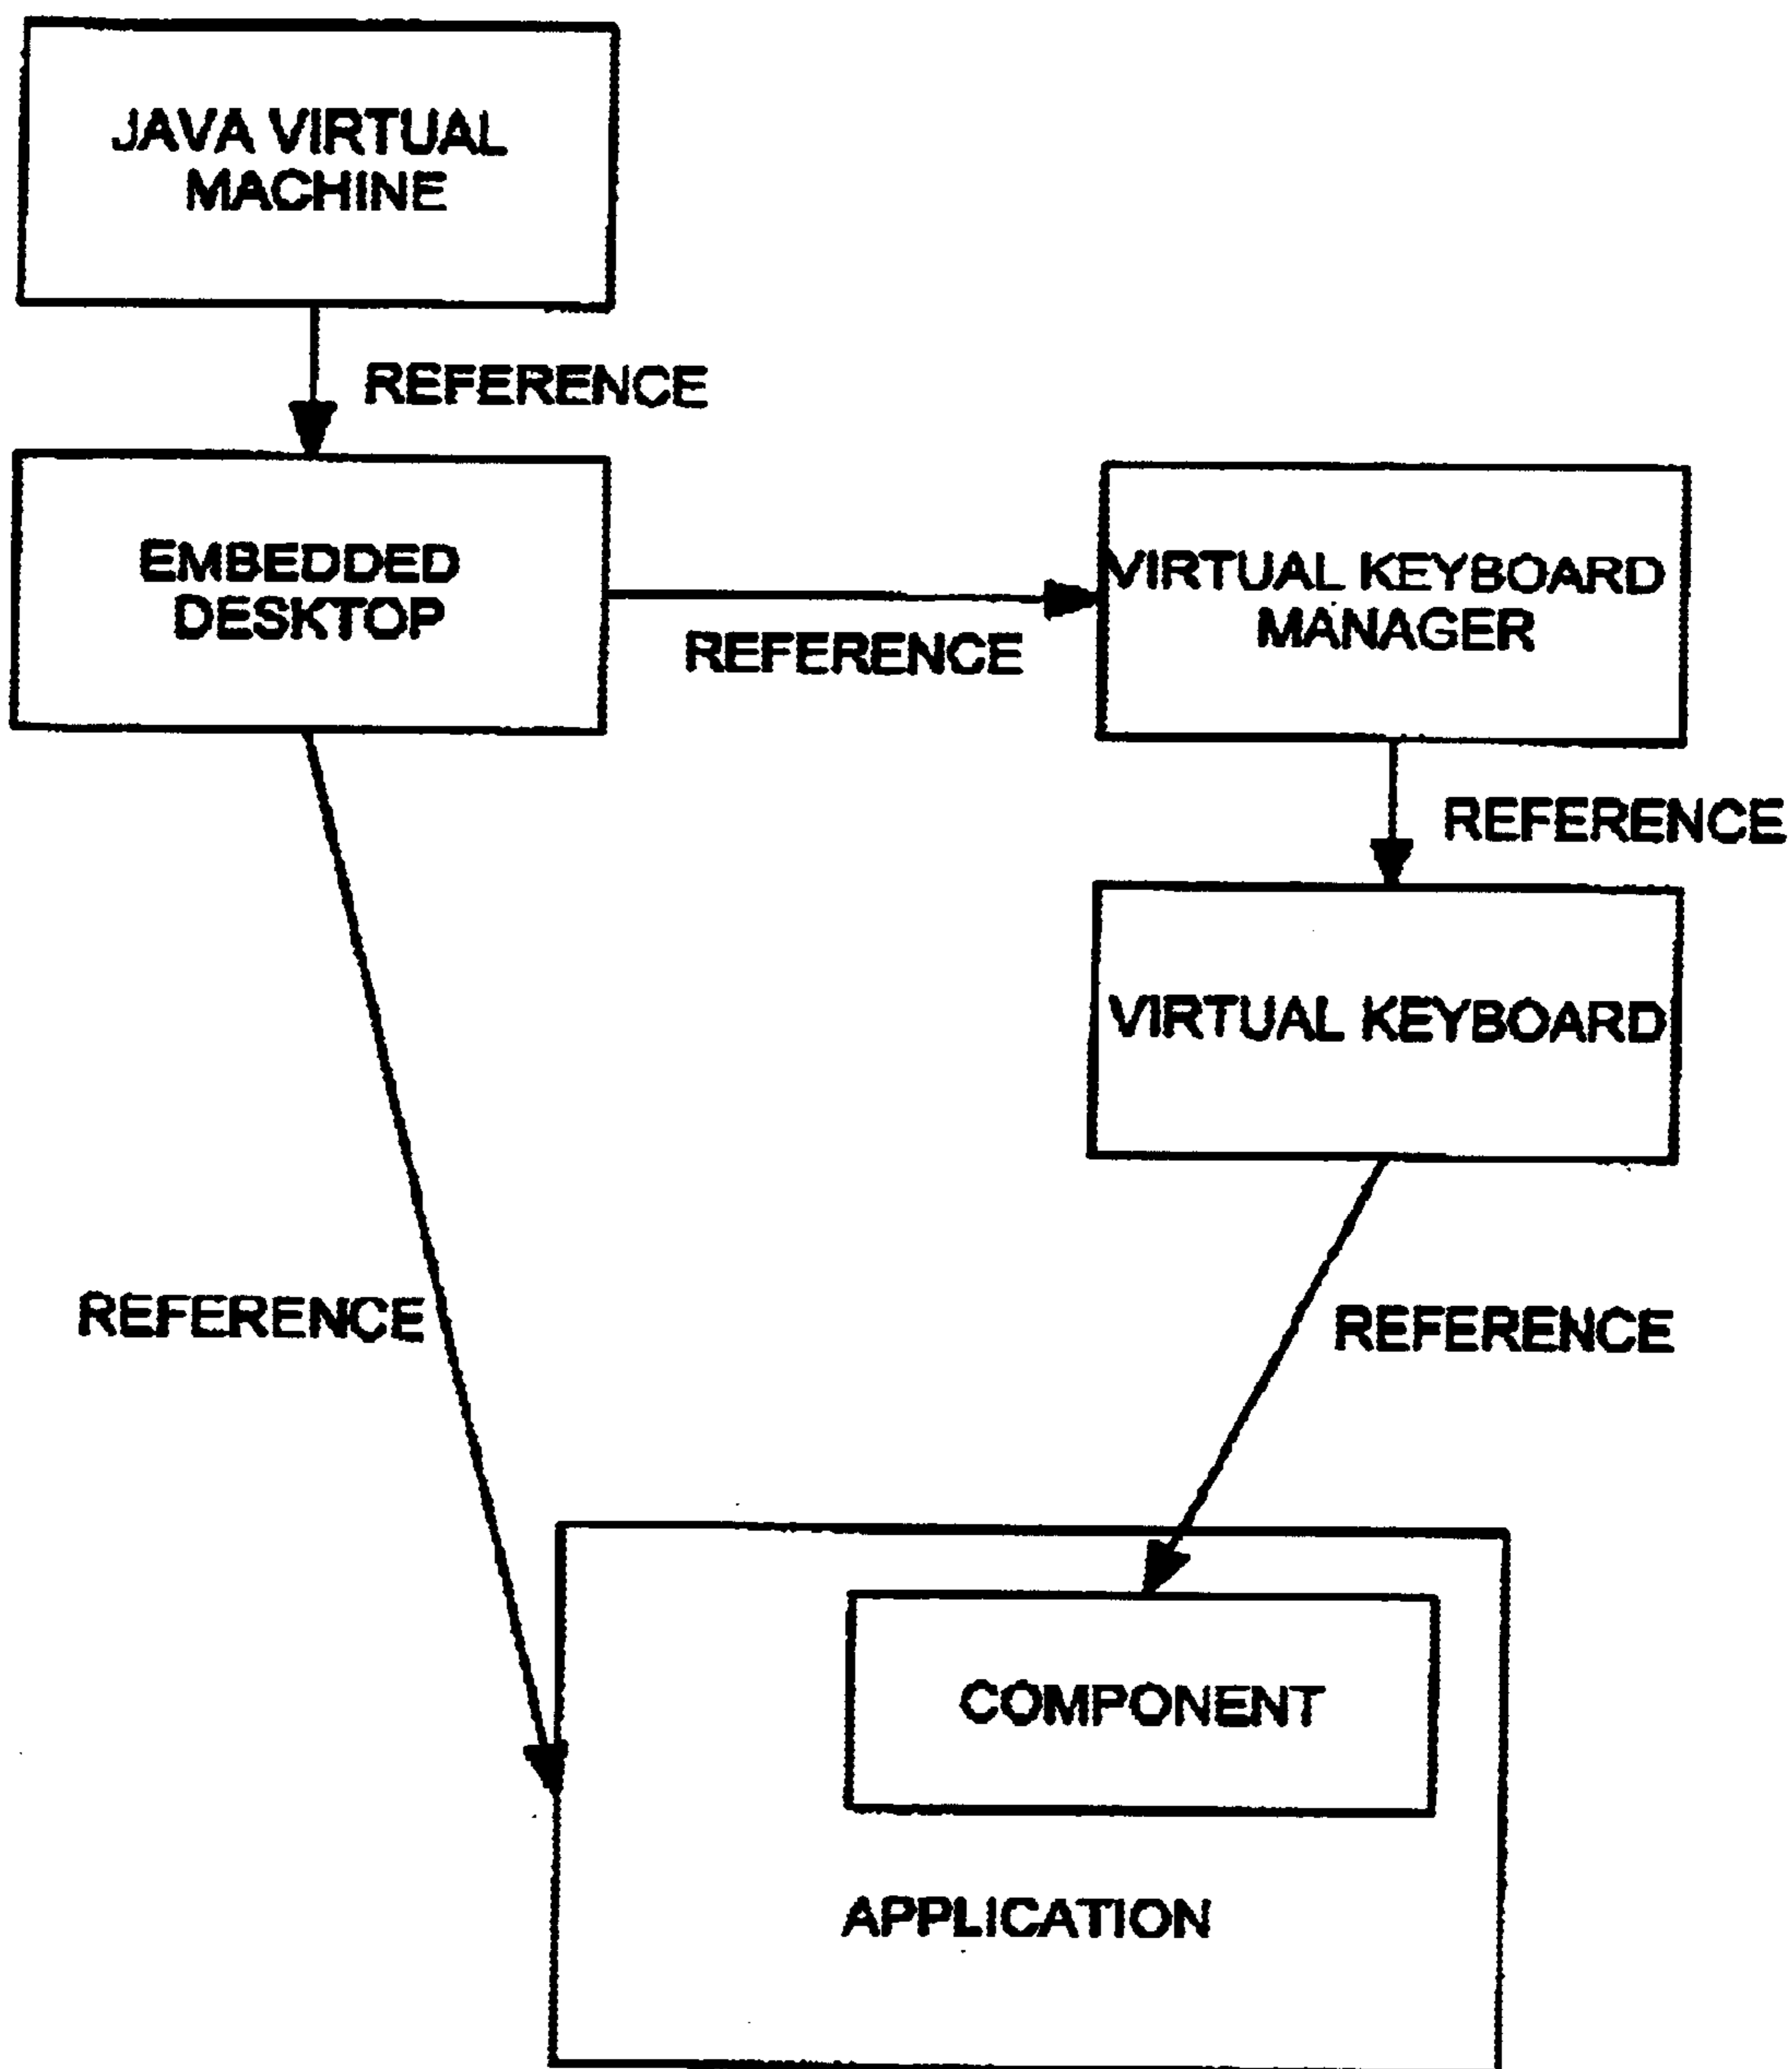 JAVA VIRTUAL
MACHINE
REFERENCE
EMBEDDED
DESKTOP
REFERENCE
VIRTUAL KEYBOARD
MANAGER
REFERENCE
VIRTUAL KEYBOARD
REFERENCE
REFERENCE
COMPONENT
APPLICATION